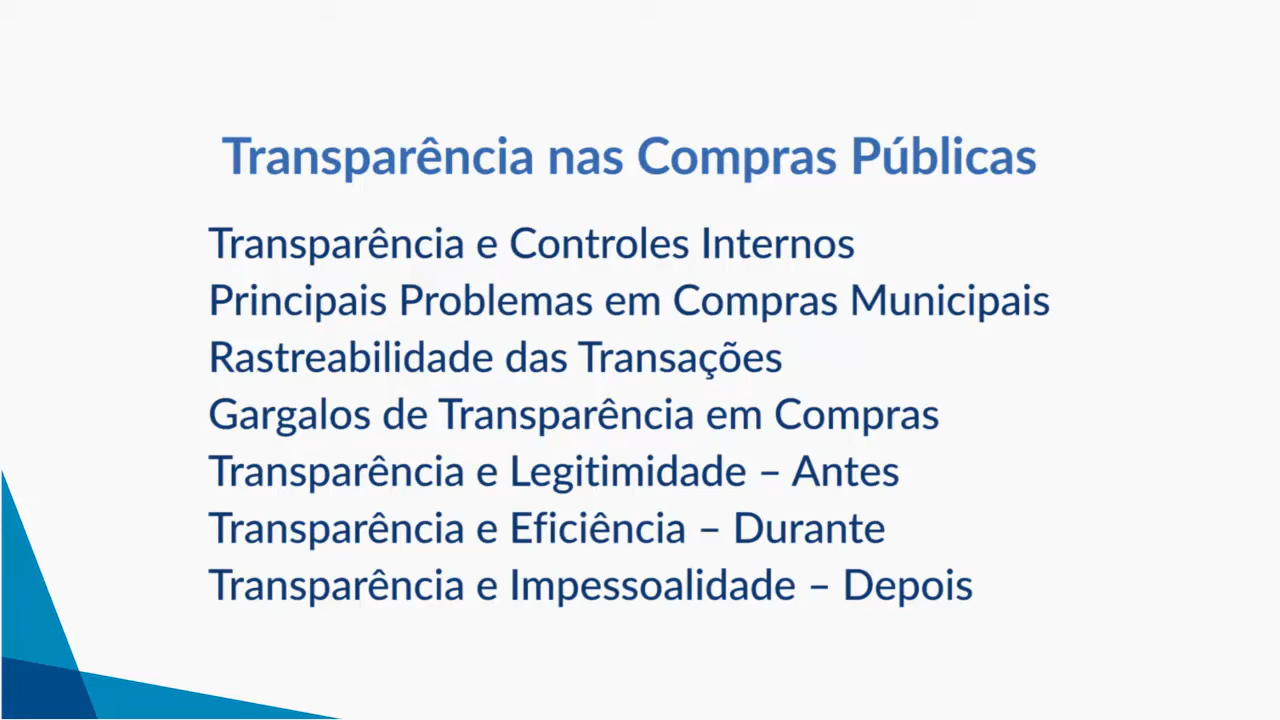 Transparência nas Compras Públicas
Transparência e Controles Internos
Principais Problemas em Compras Municipais
Rastreabilidade das Transações
Gargalos de Transparência em Compras
Transparência e Legitimidade – Antes
Transparência e Eficiência – Durante
Transparência e Impessoalidade – Depois